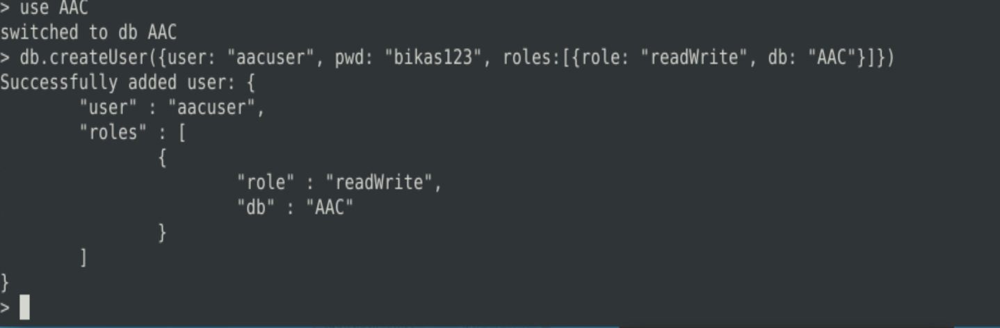 > use AAC
switched to db AAC
> db.createUser({user: "aacuser", pwd: "bikas123", roles:[{role: "readWrite", db: "AAC"}]})
Successfully added user: {
        "user" : "aacuser",
        "roles" : [
                {
                        "role" : "readWrite",
                        "db" : "AAC"
                }
        ]
}
>